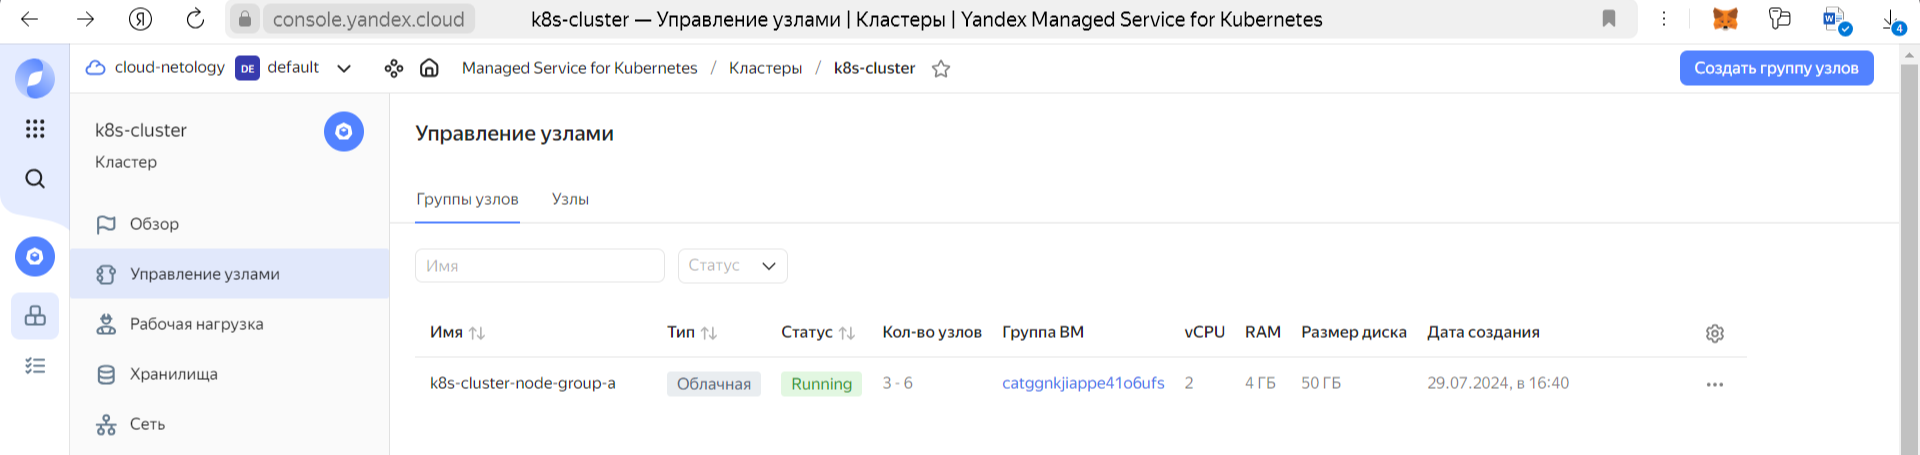 Я console.yandex.cloud k8s-cluster — Управление узлами | Кластеры | Yandex Managed Service for Kubernetes W 4
cloud-netology DE default Managed Service for Kubernetes / Кластеры / k8s-cluster Создать группу узлов
k8s-cluster
Кластер
Обзор
Управление узлами
Рабочая нагрузка
Хранилища
Сеть
Управление узлами
Группы узлов Узлы
Имя Статус
Имя Тип Статус Кол-во узлов Группа ВМ vCPU RAM Размер диска Дата создания
k8s-cluster-node-group-a Облачная Running 3 - 6 catggnkjiappe41o6ufs 2 4 ГБ 50 ГБ 29.07.2024, в 16:40